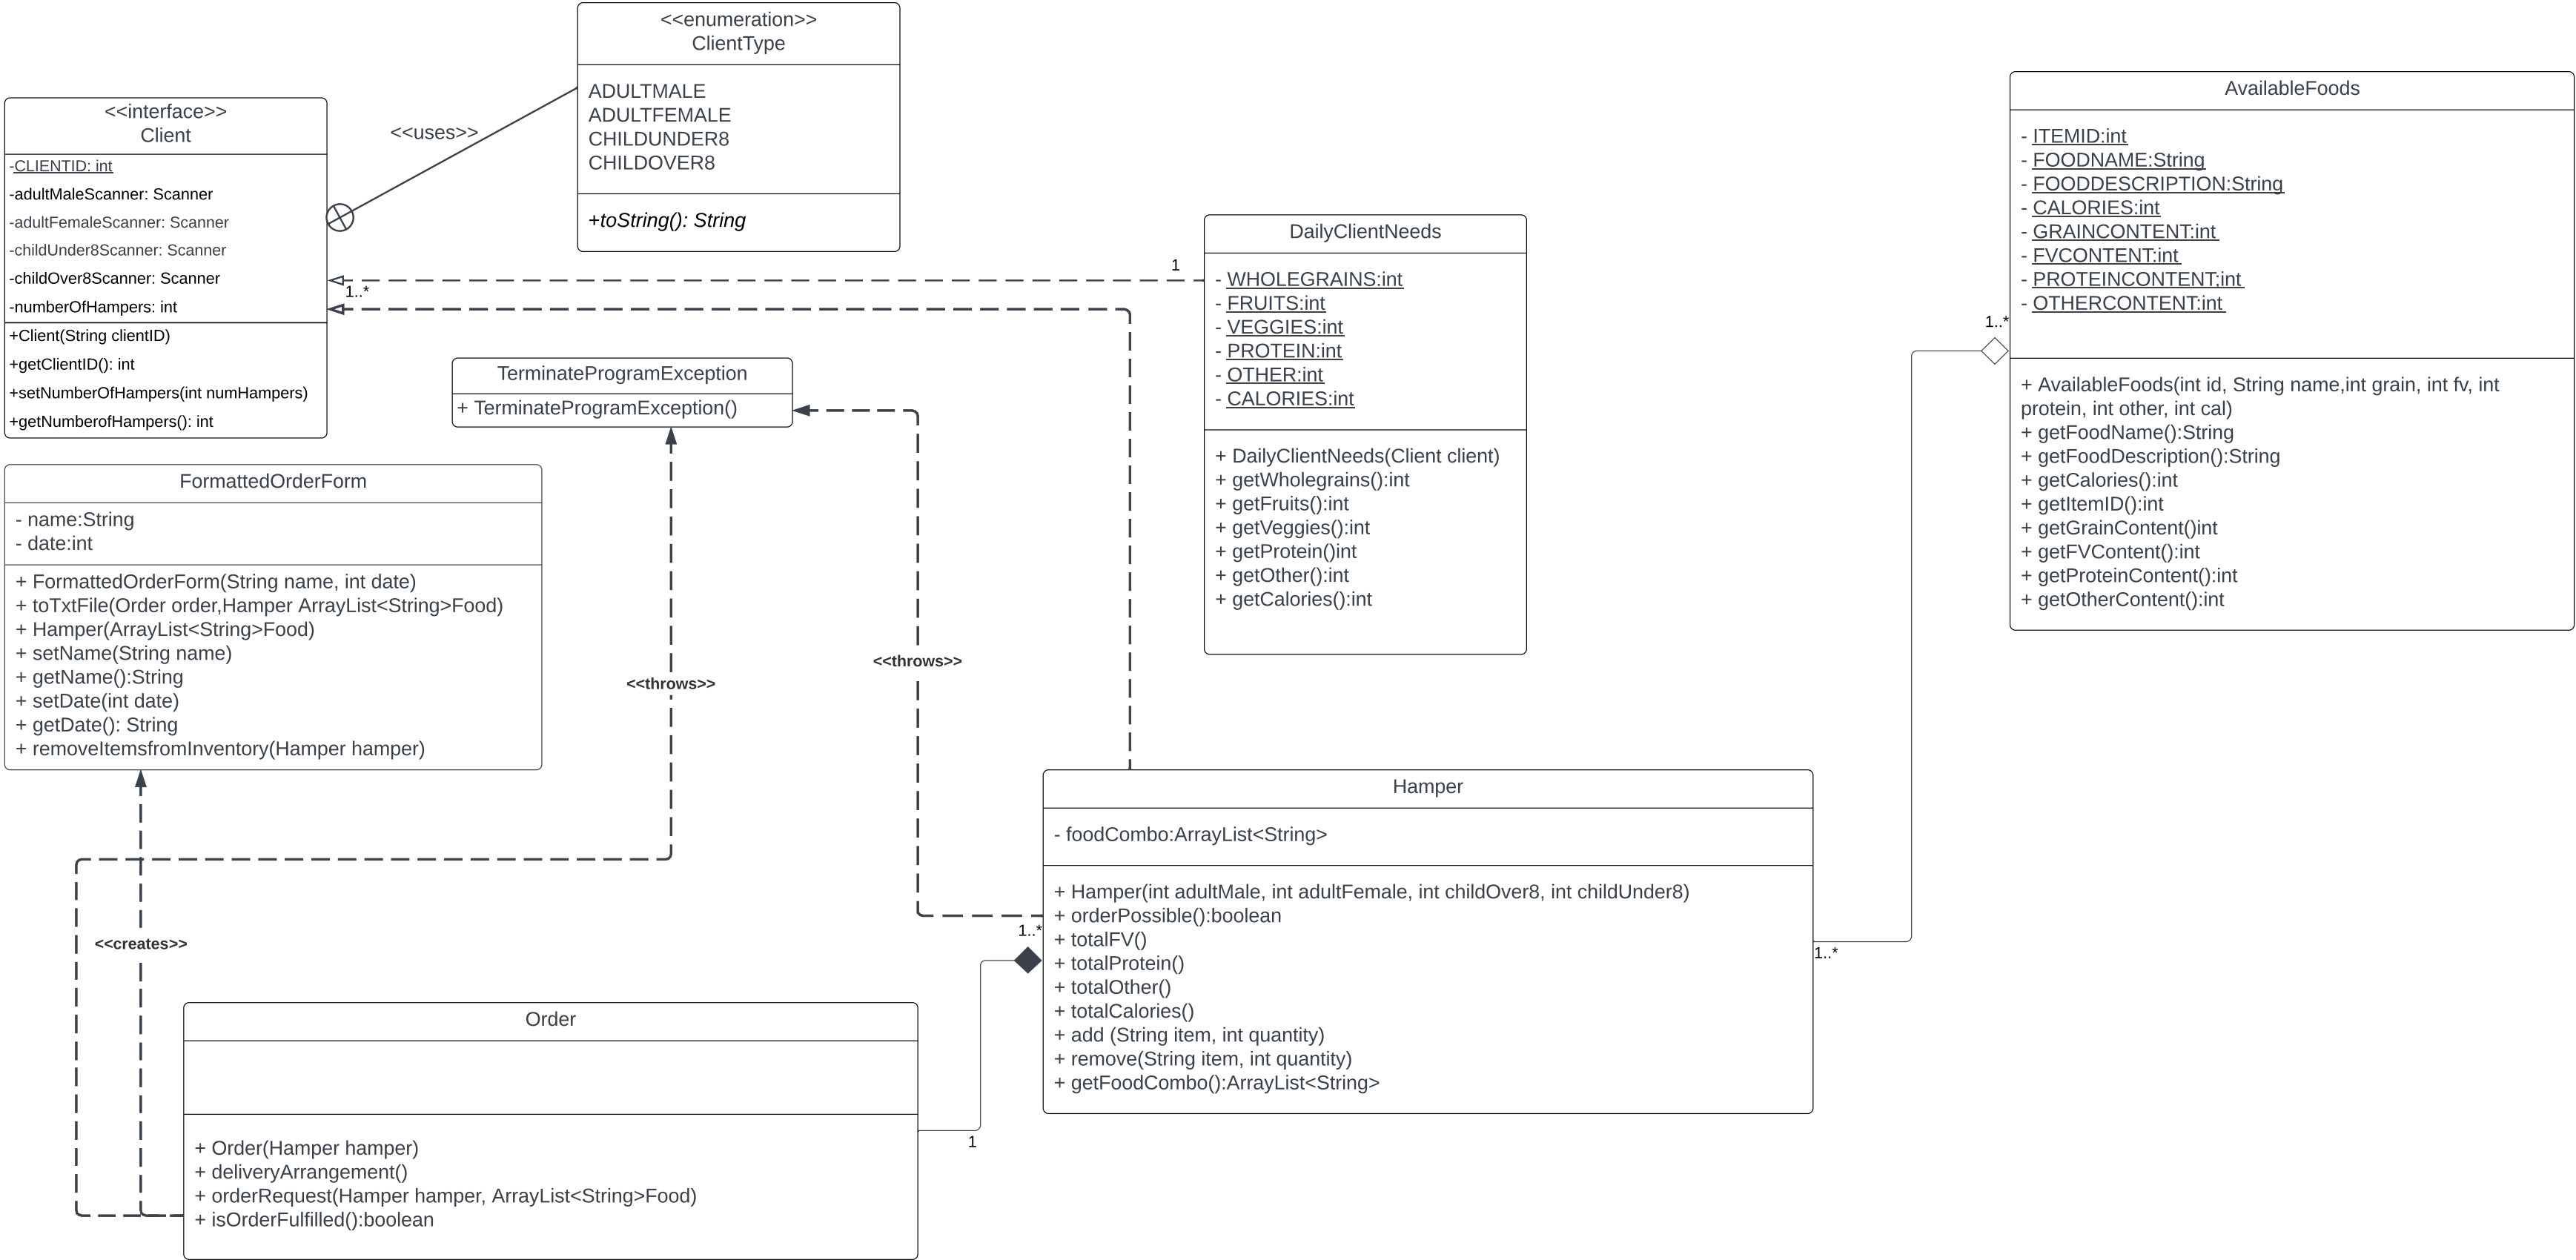 <<enumeration>>
ClientType
ADULTMALE
ADULTFEMALE
CHILDUNDER8
CHILDOVER8
+toString(): String
<<interface>>
Client
-CLIENTID: int
-adultMaleScanner: Scanner
-adultFemaleScanner: Scanner
-childUnder8Scanner: Scanner
-childOver8Scanner: Scanner
-numberOfHampers: int
+Client(String clientID)
+getClientID(): int
+setNumberOfHampers(int numHampers)
+getNumberofHampers(): int
<<uses>>
1
1..*
AvailableFoods
- ITEMID:int
- FOODNAME:String
- FOODDESCRIPTION:String
- CALORIES:int
- GRAINCONTENT:int
- FVCONTENT:int
- PROTEINCONTENT;int
- OTHERCONTENT:int
+ AvailableFoods(int id, String name,int grain, int fv, int
protein, int other, int cal)
+ getFoodName():String
+ getFoodDescription():String
+ getCalories():int
+ getItemID():int
+ getGrainContent()int
+ getFVContent():int
+ getProteinContent():int
+ getOtherContent():int
1..*
DailyClientNeeds
- WHOLEGRAINS:int
- FRUITS:int
- VEGGIES:int
- PROTEIN:int
- OTHER:int
- CALORIES:int
+ DailyClientNeeds(Client client)
+ getWholegrains():int
+ getFruits():int
+ getVeggies():int
+ getProtein()int
+ getOther():int
+ getCalories():int
TerminateProgramException
+ TerminateProgramException()
FormattedOrderForm
- name:String
- date:int
+ FormattedOrderForm(String name, int date)
+ toTxtFile(Order order,Hamper ArrayList<String>Food)
+ Hamper(ArrayList<String>Food)
+ setName(String name)
+ getName():String
+ setDate(int date)
+ getDate(): String
+ removeItemsfromInventory(Hamper hamper)
<<throws>>
<<throws>>
<<creates>>
Hamper
- foodCombo:ArrayList<String>
+ Hamper(int adultMale, int adultFemale, int childOver8, int childUnder8)
+ orderPossible():boolean
+ totalFV()
+ totalProtein()
+ totalOther()
+ totalCalories()
+ add (String item, int quantity)
+ remove(String item, int quantity)
+ getFoodCombo():ArrayList<String>
1..*
1..*
1
Order
+ Order(Hamper hamper)
+ deliveryArrangement()
+ orderRequest(Hamper hamper, ArrayList<String>Food)
+ isOrderFulfilled():boolean